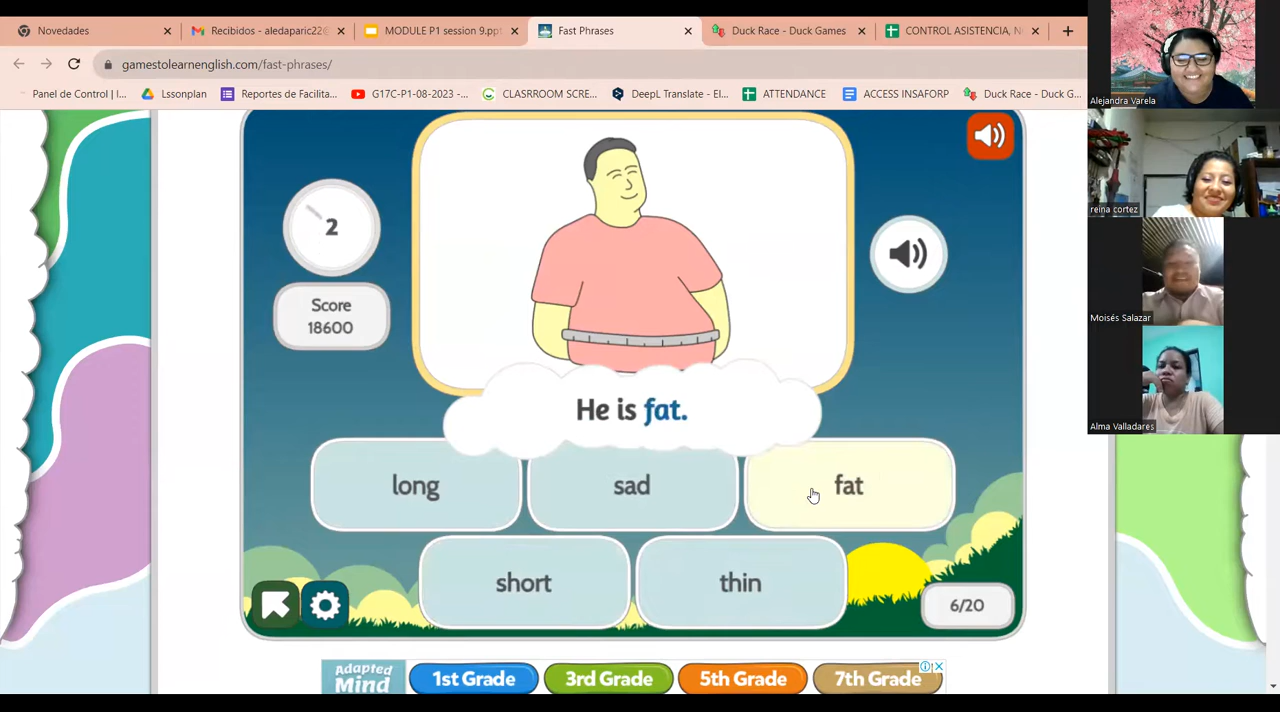 Novedades
Recibidos - aledaparic22@
MODULE P1 session 9.ppt
Fast Phrases
Duck Race - Duck Games
CONTROL ASISTENCIA, N
gamestolearnenglish.com/fast-phrases/
Panel de Control | I...
Lssonplan
Reportes de Facilita...
G17C-P1-08-2023 -...
CLASSROOM SCRE...
DeepL Translate - El...
ATTENDANCE
ACCESS INSAFORP
Duck Race - Duck G...
Alejandra Varela
reina cortez
Moisés Salazar
Alma Valladares
2
Score
18600
He is fat.
long
sad
fat
short
thin
6/20
Adapted
Mind
1st Grade
3rd Grade
5th Grade
7th Grade